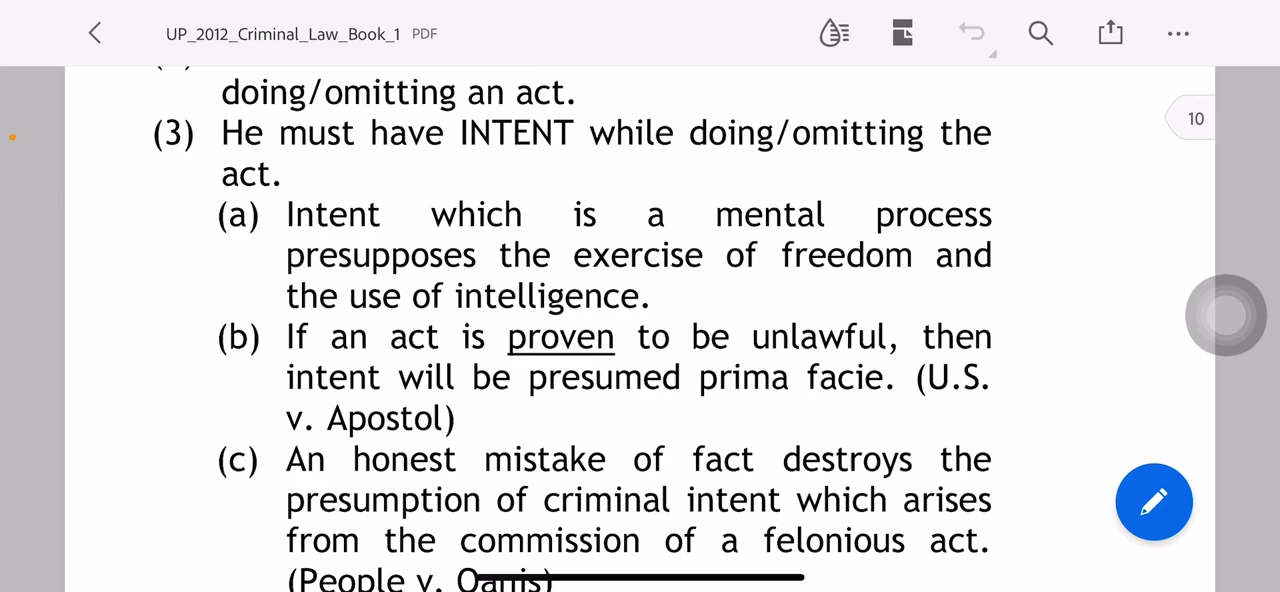 UP_2012_Criminal_Law_Book_1 PDF
doing/omitting an act.
10
(3) He must have INTENT while doing/omitting the
act.
(a) Intent which is a mental process
presupposes the exercise of freedom and
the use of intelligence.
(b) If an act is proven to be unlawful, then
intent will be presumed prima facie. (U.S.
v. Apostol)
(c) An honest mistake of fact destroys the
presumption of criminal intent which arises
from the commission of a felonious act.
(People v. Oanis)